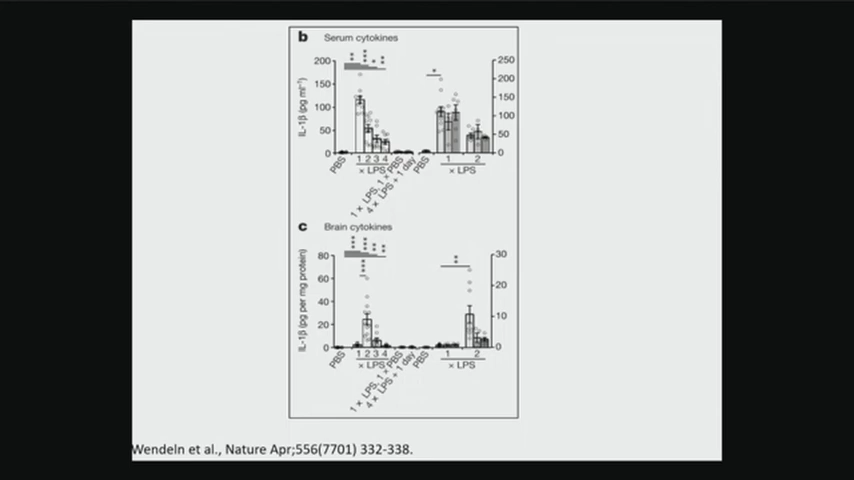 b Serum cytokines
200
150
100
50
0
IL-1β (pg ml⁻¹)
250
200
150
100
50
0
** *** * **
*
PBS
1 2 3 4
× LPS
1 × LPS, 1 × PBS
4 × LPS + 1 day
PBS
1 2
× LPS
c Brain cytokines
80
60
40
20
0
IL-1β (pg per mg protein)
30
20
10
0
**
PBS
1 2 3 4
× LPS
1 × LPS, 1 × PBS
4 × LPS + 1 day
PBS
1 2
× LPS
Wendeln et al., Nature Apr;556(7701) 332-338.